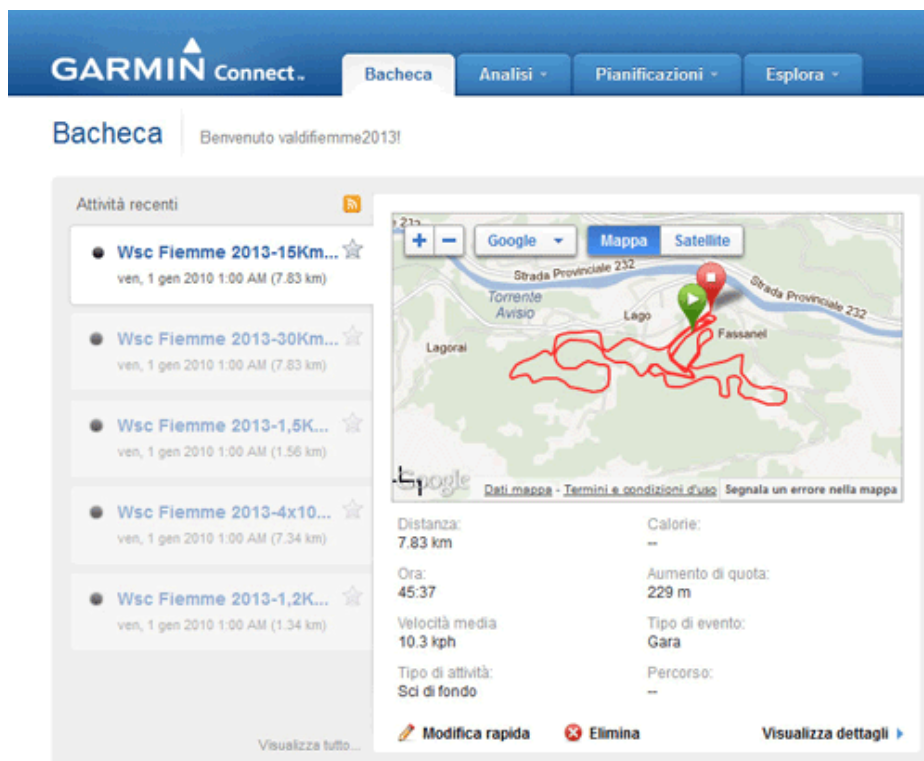 GARMIN Connect
Bacheca
Analisi
Pianificazioni
Esplora
Bacheca
Benvenuto valdifiemme2013!
Attività recenti
Wsc Fiemme 2013-15Km...
ven, 1 gen 2010 1:00 AM (7.83 km)
Wsc Fiemme 2013-30Km...
ven, 1 gen 2010 1:00 AM (7.83 km)
Wsc Fiemme 2013-1,5K...
ven, 1 gen 2010 1:00 AM (1.56 km)
Wsc Fiemme 2013-4x10...
ven, 1 gen 2010 1:00 AM (7.34 km)
Wsc Fiemme 2013-1,2K...
ven, 1 gen 2010 1:00 AM (1.34 km)
Visualizza tutto...
+ −
Google
Mappa
Satellite
Strada Provinciale 232
Torrente
Avisio
Strada Provinciale 232
Lago
Fassanel
Lagorai
Google
Dati mappa - Termini e condizioni d'uso
Segnala un errore nella mappa
Distanza:
7.83 km
Calorie:
--
Ora:
45:37
Aumento di quota:
229 m
Velocità media
10.3 kph
Tipo di evento:
Gara
Tipo di attività:
Sci di fondo
Percorso:
--
Modifica rapida
Elimina
Visualizza dettagli